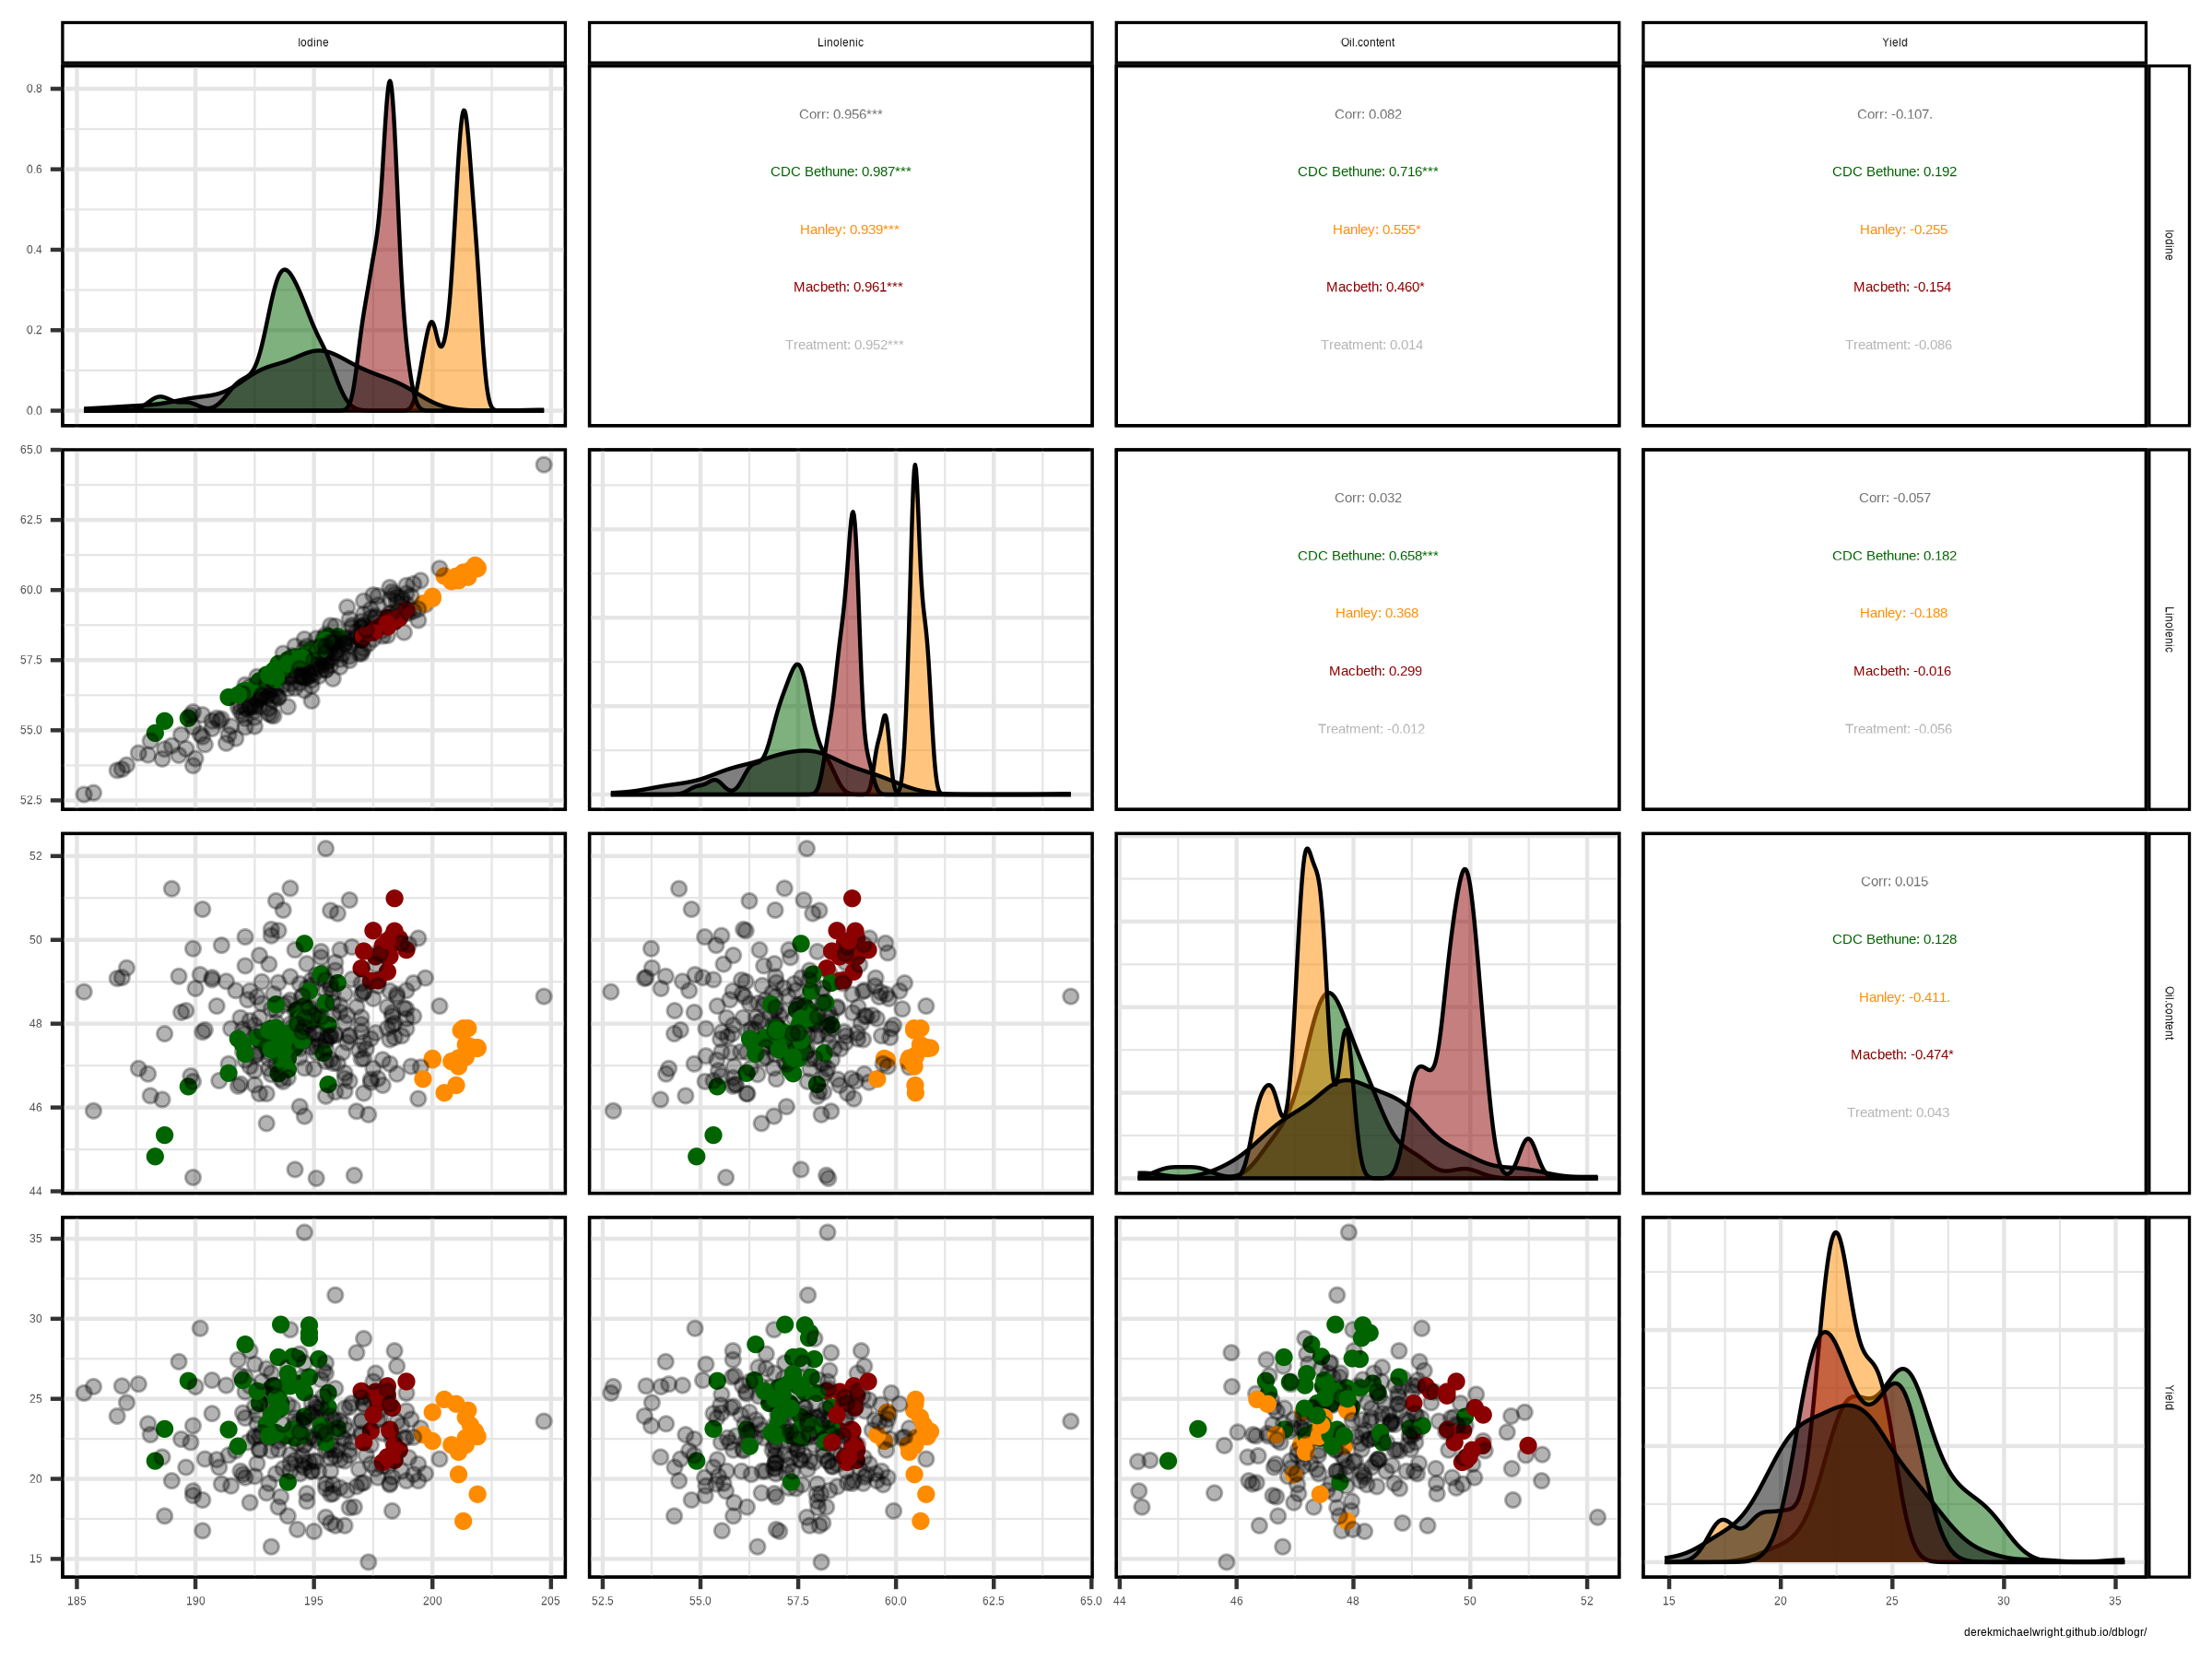 Iodine
Linolenic
Oil.content
Yield
0.8
0.6
0.4
0.2
0.0
Corr: 0.956***
CDC Bethune: 0.987***
Hanley: 0.939***
Macbeth: 0.961***
Treatment: 0.952***
Corr: 0.082
CDC Bethune: 0.716***
Hanley: 0.555*
Macbeth: 0.460*
Treatment: 0.014
Corr: -0.107.
CDC Bethune: 0.192
Hanley: -0.255
Macbeth: -0.154
Treatment: -0.086
Iodine
65.0
62.5
60.0
57.5
55.0
52.5
Corr: 0.032
CDC Bethune: 0.658***
Hanley: 0.368
Macbeth: 0.299
Treatment: -0.012
Corr: -0.057
CDC Bethune: 0.182
Hanley: -0.188
Macbeth: -0.016
Treatment: -0.056
Linolenic
52
50
48
46
44
Corr: 0.015
CDC Bethune: 0.128
Hanley: -0.411.
Macbeth: -0.474*
Treatment: 0.043
Oil.content
35
30
25
20
15
Yield
185 190 195 200 205
52.5 55.0 57.5 60.0 62.5 65.0
44 46 48 50 52
15 20 25 30 35
derekmichaelwright.github.io/dblogr/